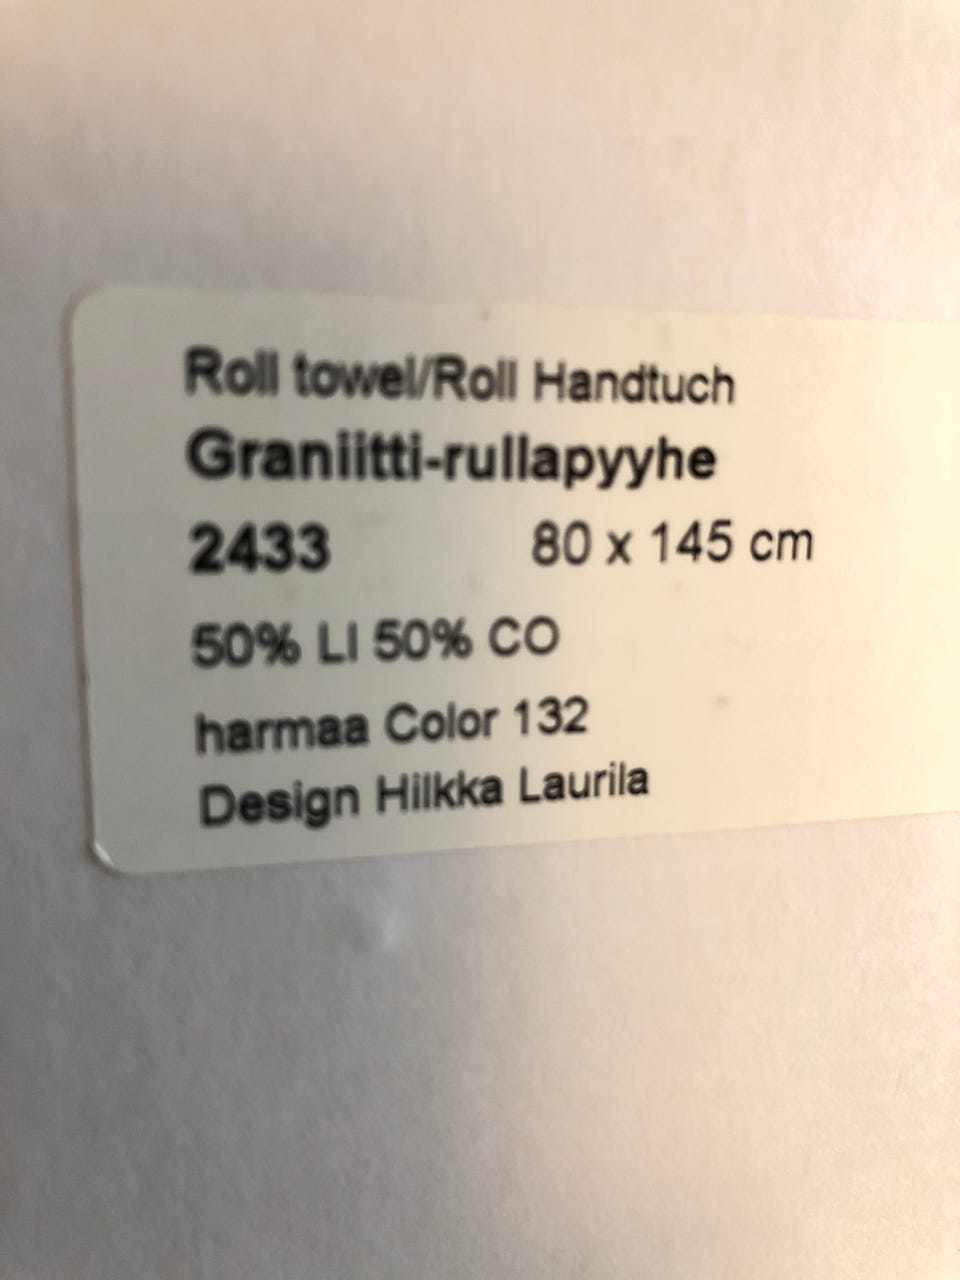 Roll towel/Roll Handtuch
Graniitti-rullapyyhe
2433 80 x 145 cm
50% LI 50% CO
harmaa Color 132
Design Hilkka Laurila